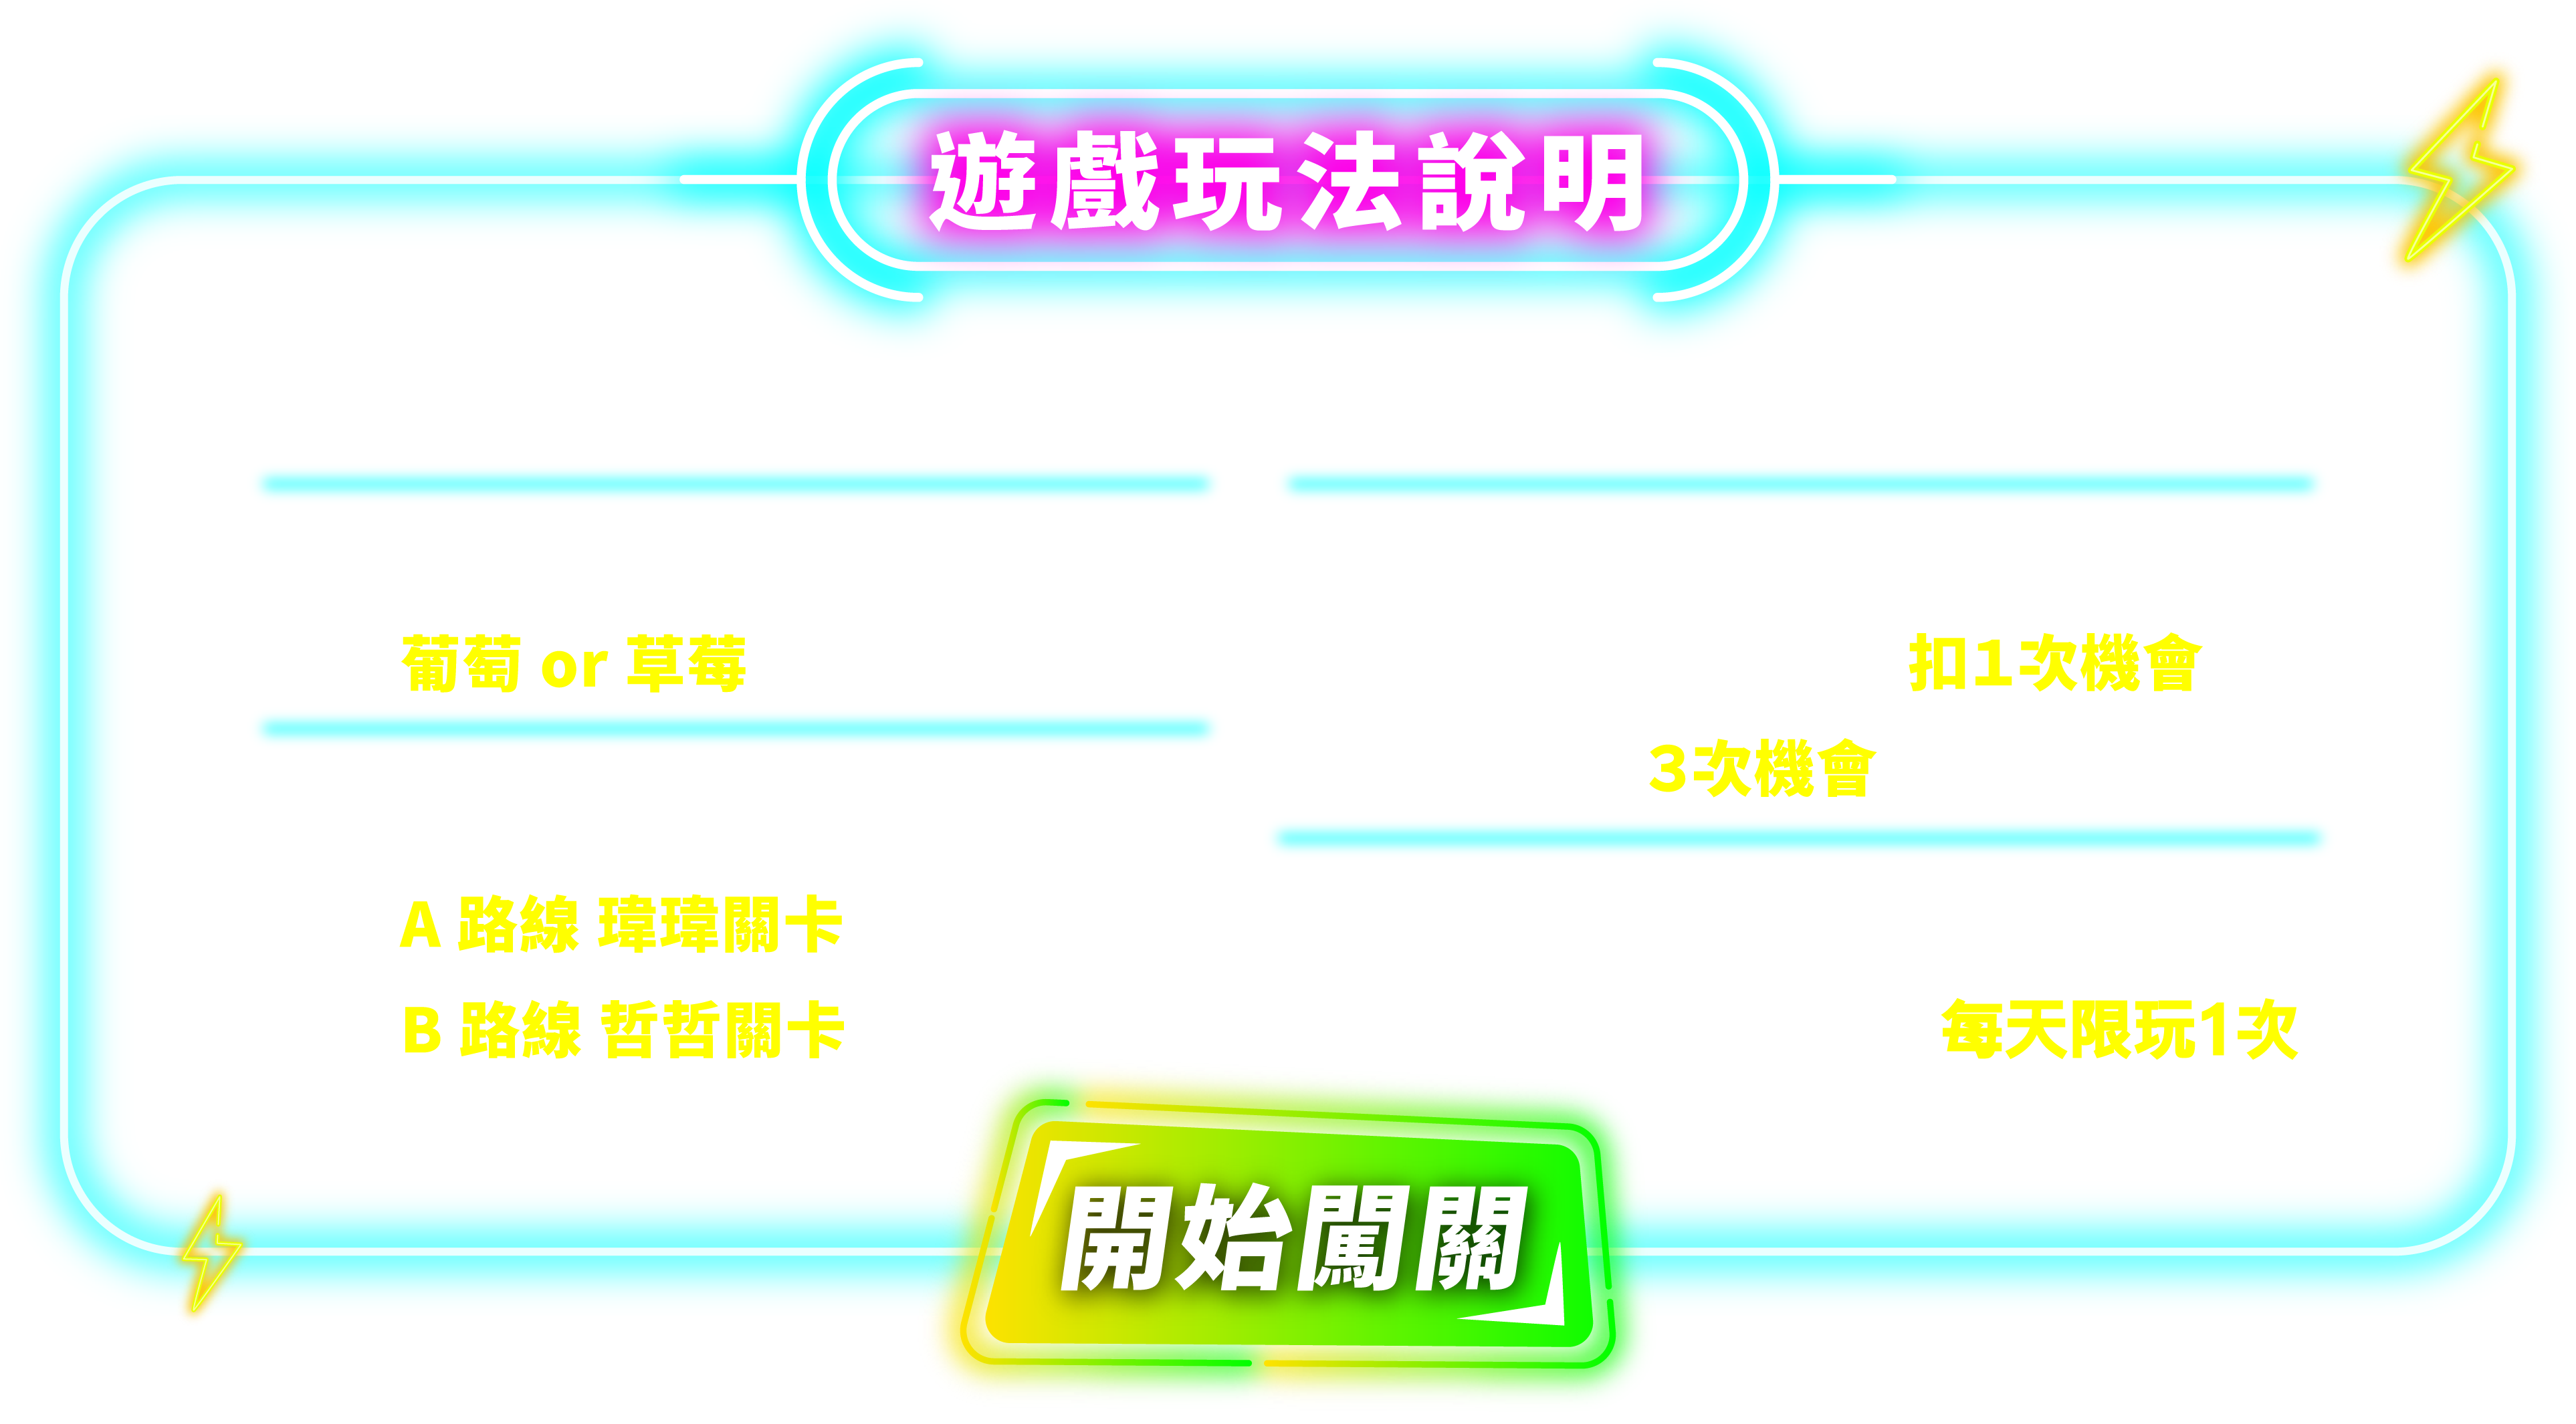 遊戲玩法說明
葡萄 or 草莓
A 路線 瑋瑋關卡
B 路線 哲哲關卡
扣1次機會
3次機會
每天限玩1次
開始闖關